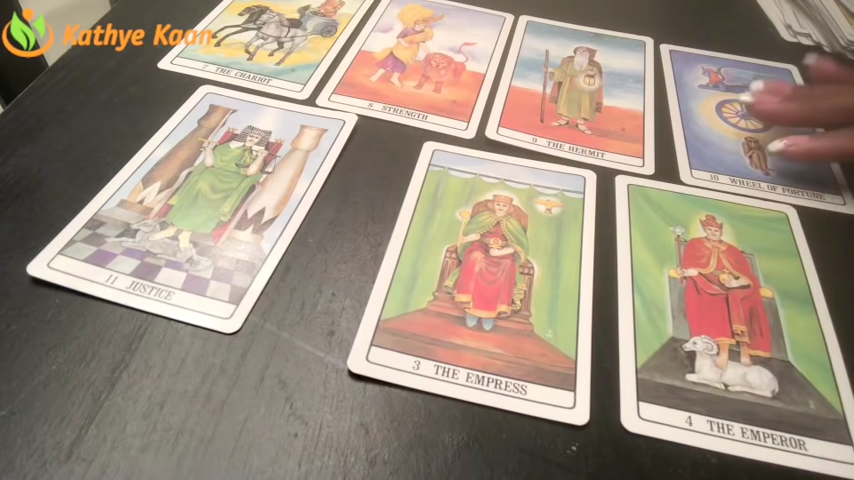 Kathye Kaan
7 THE CHARIOT
8 STRENGTH
9 THE HERMIT
10 WHEEL OF FORTUNE
11 JUSTICE
3 THE EMPRESS
4 THE EMPEROR